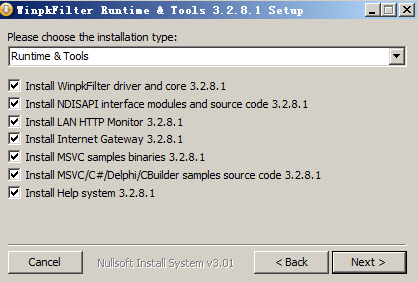 WinpkFilter Runtime & Tools 3.2.8.1 Setup
Please choose the installation type:
Runtime & Tools
Install WinpkFilter driver and core 3.2.8.1
Install NDISAPI interface modules and source code 3.2.8.1
Install LAN HTTP Monitor 3.2.8.1
Install Internet Gateway 3.2.8.1
Install MSVC samples binaries 3.2.8.1
Install MSVC/C#/Delphi/CBuilder samples source code 3.2.8.1
Install Help system 3.2.8.1
Cancel Nullsoft Install System v3.01 < Back Next >